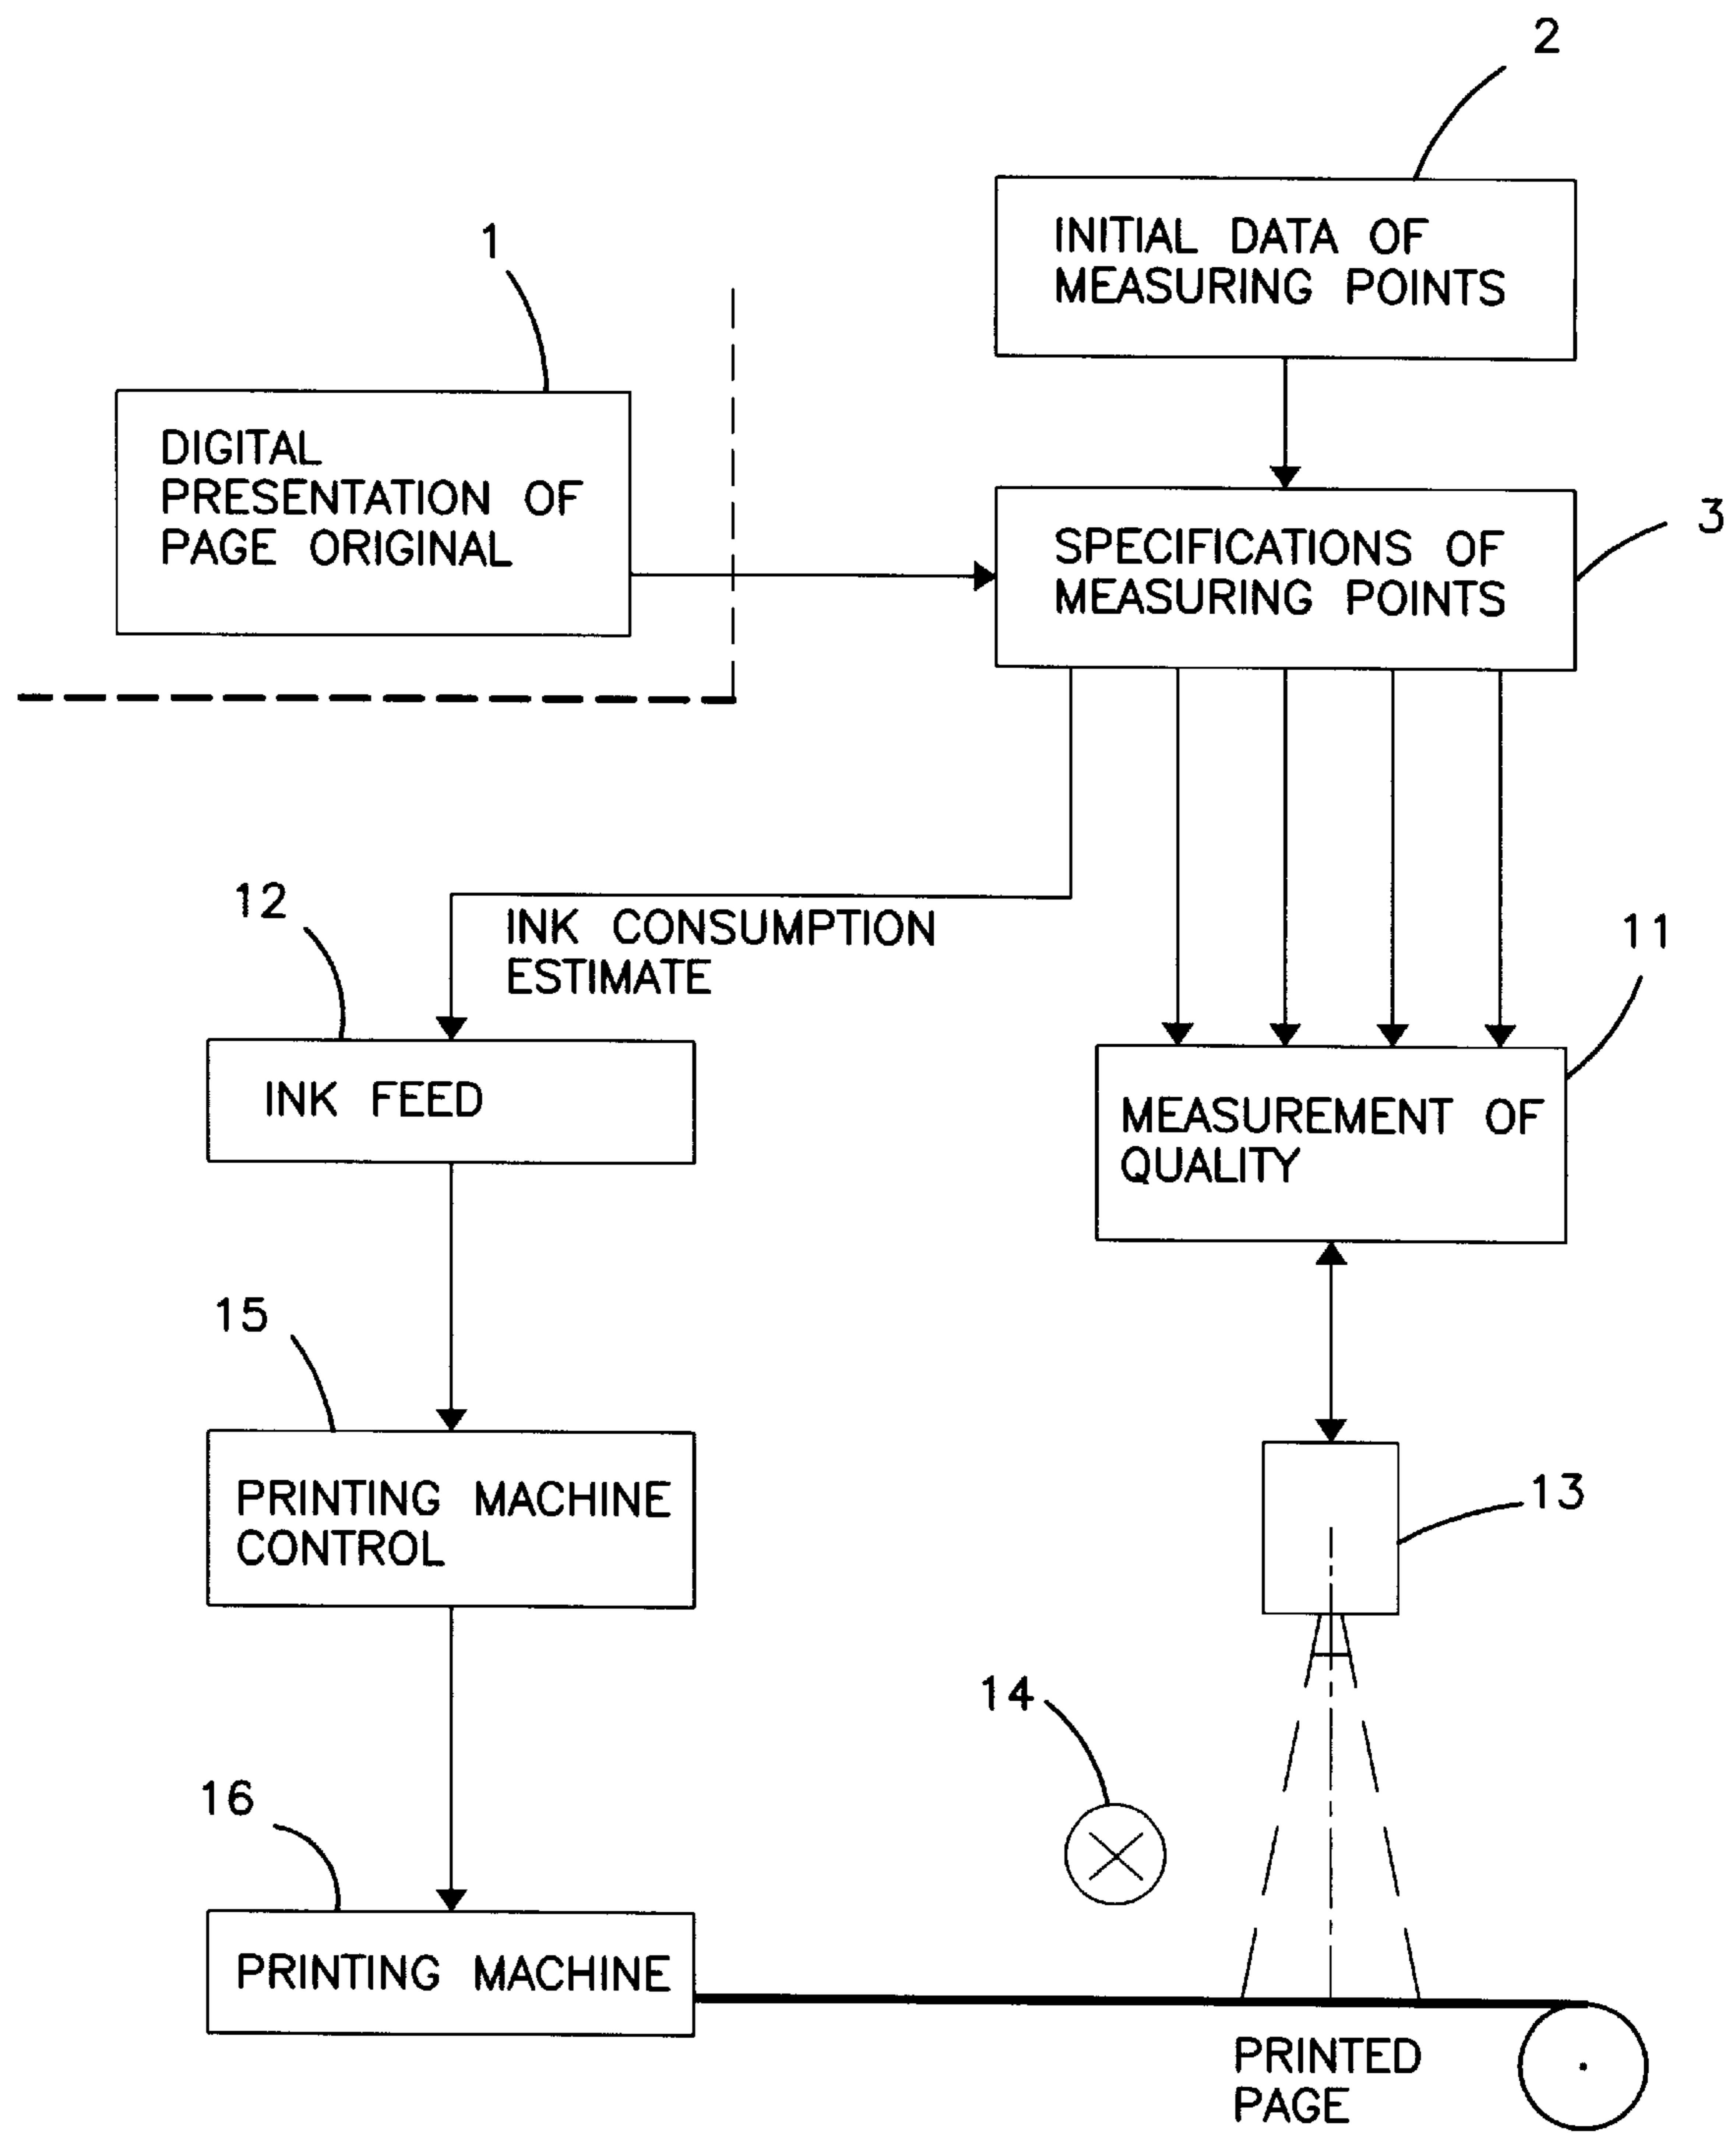 2
INITIAL DATA OF
MEASURING POINTS
1
DIGITAL
PRESENTATION OF
PAGE ORIGINAL
3
SPECIFICATIONS OF
MEASURING POINTS
12
INK CONSUMPTION
ESTIMATE
11
INK FEED
MEASUREMENT OF
QUALITY
15
PRINTING MACHINE
CONTROL
13
14
16
PRINTING MACHINE
PRINTED
PAGE